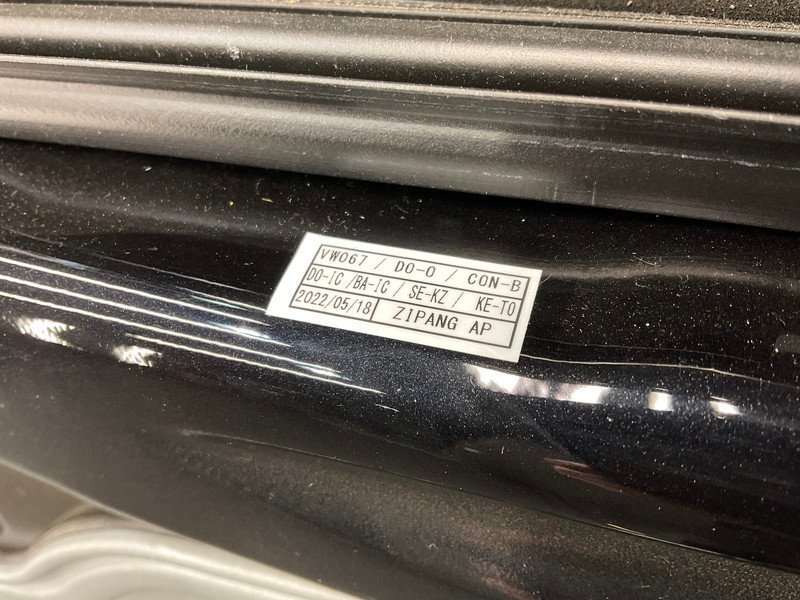 VW067 / DO-O / CON-B
DO-IC /BA-IC / SE-KZ / KE-TO
2022/05/18 ZIPANG AP